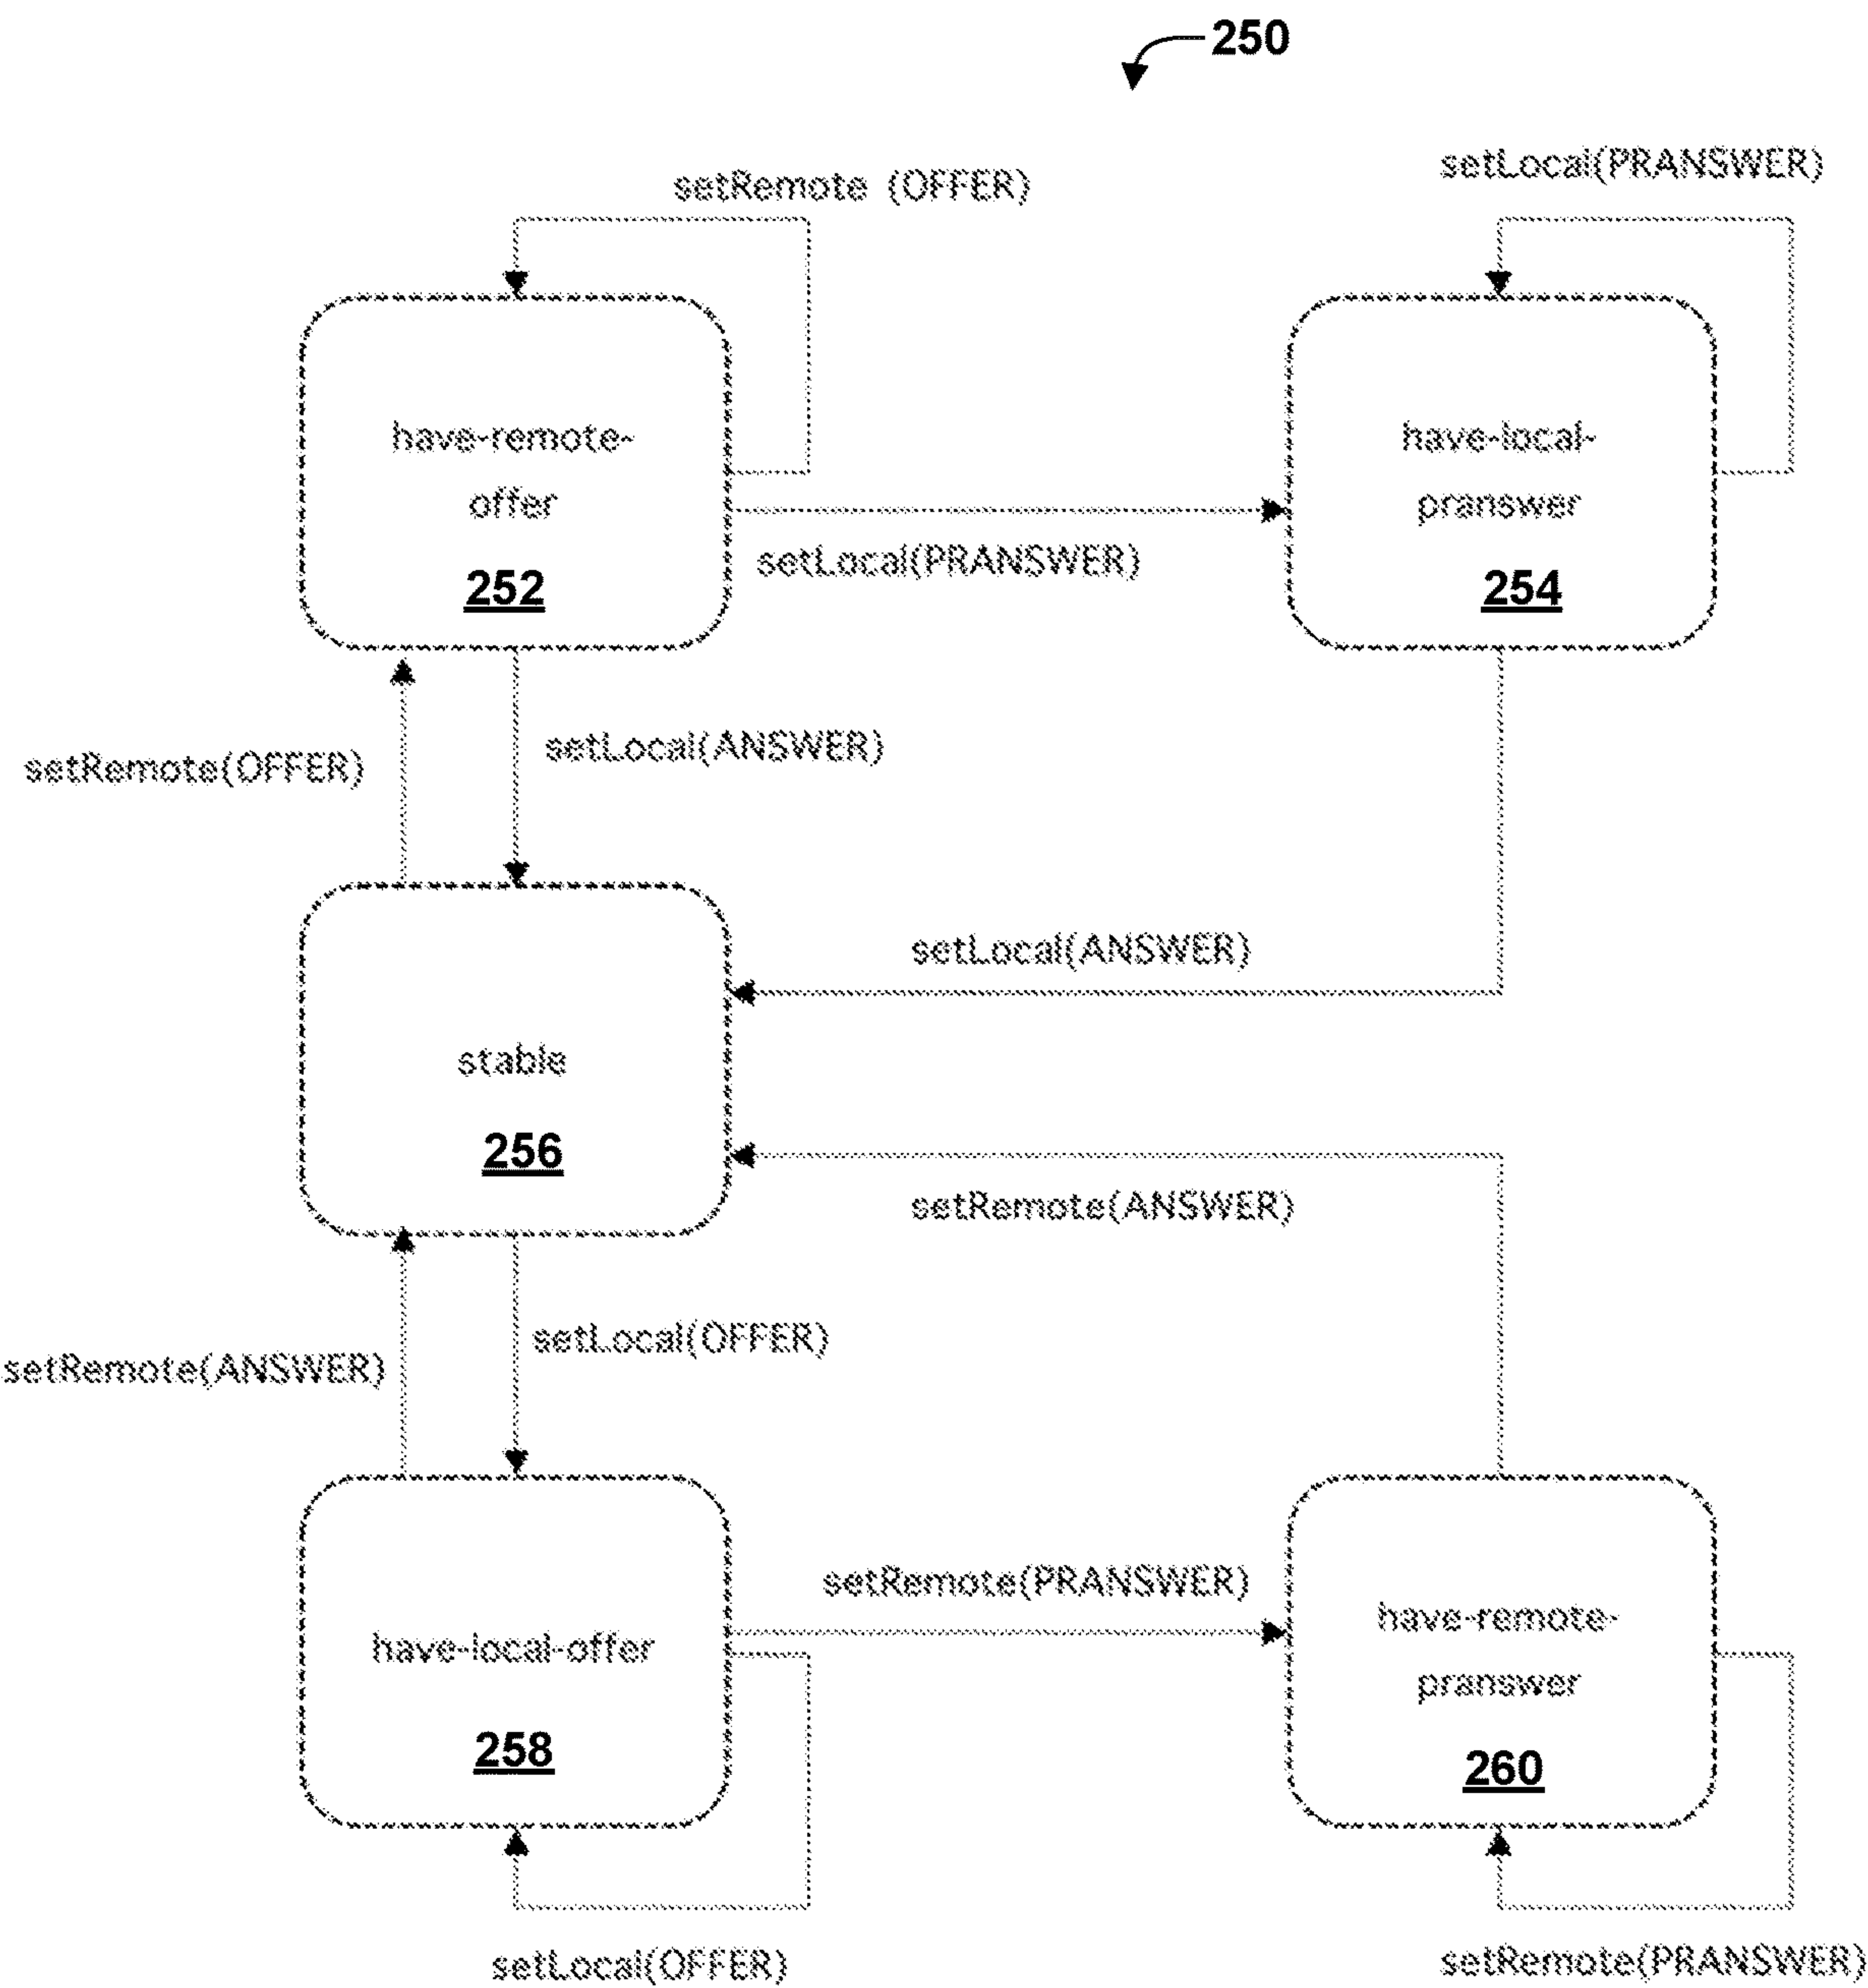 250
setRemote (OFFER)
setLocal(PRANSWER)
have-remote-
offer
252
have-local-
pranswer
254
setLocal(PRANSWER)
setRemote(OFFER)
setLocal(ANSWER)
setLocal(ANSWER)
stable
256
setRemote(ANSWER)
setRemote(ANSWER)
setLocal(OFFER)
have-local-offer
258
setRemote(PRANSWER)
have-remote-
pranswer
260
setLocal(OFFER)
setRemote(PRANSWER)